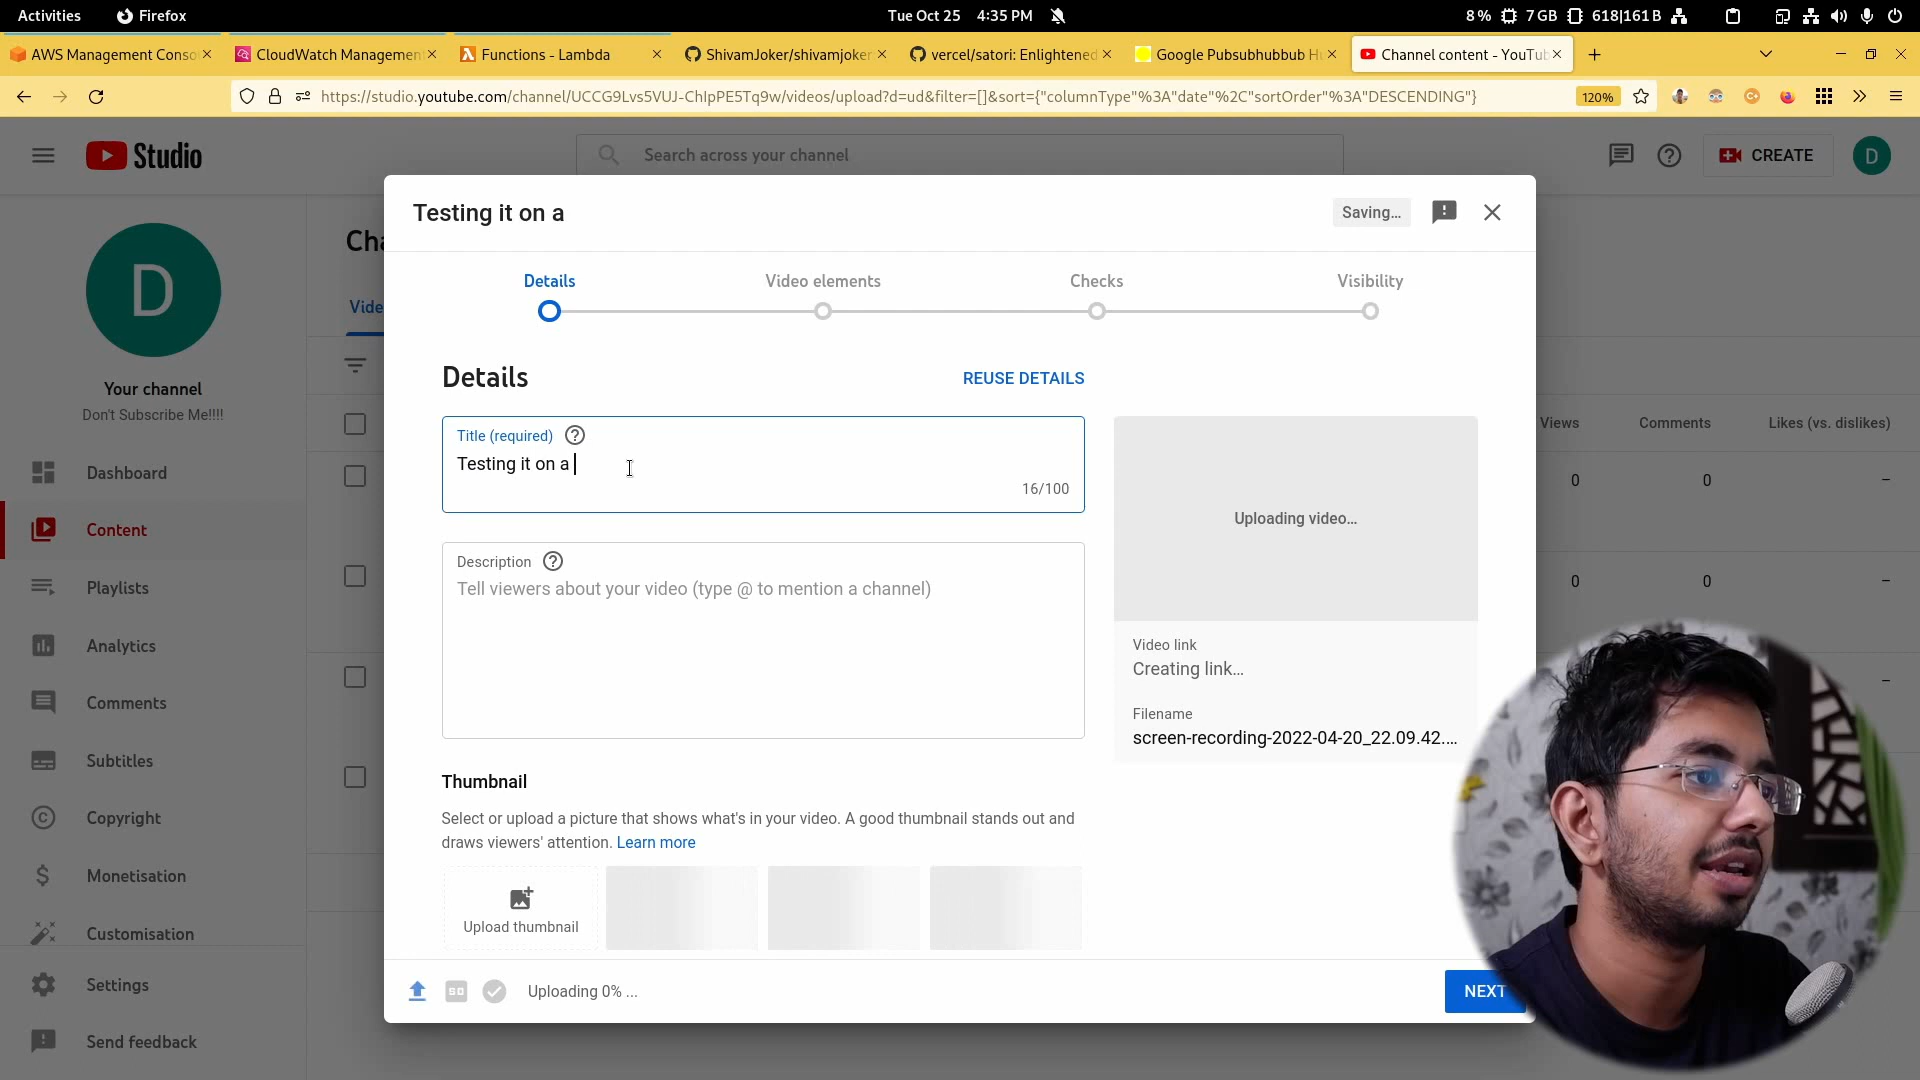 Activities Firefox Tue Oct 25 4:35 PM 8 % 7 GB 618|161 B
AWS Management Conso CloudWatch Management Functions - Lambda ShivamJoker/shivamjoker vercel/satori: Enlightened Google Pubsubhubbub Hu Channel content - YouTub
https://studio.youtube.com/channel/UCCG9Lvs5VUJ-ChIpPE5Tq9w/videos/upload?d=ud&filter=[]&sort={"columnType"%3A"date"%2C"sortOrder"%3A"DESCENDING"} 120%
Studio Search across your channel CREATE D
D
Your channel
Don't Subscribe Me!!!!
Dashboard
Content
Playlists
Analytics
Comments
Subtitles
Copyright
Monetisation
Customisation
Settings
Send feedback
Cha
Vide
Views Comments Likes (vs. dislikes)
0 0 –
0 0 –
–
Testing it on a Saving...
Details Video elements Checks Visibility
Details REUSE DETAILS
Title (required)
Testing it on a
16/100
Description
Tell viewers about your video (type @ to mention a channel)
Thumbnail
Select or upload a picture that shows what's in your video. A good thumbnail stands out and
draws viewers' attention. Learn more
Upload thumbnail
Uploading video...
Video link
Creating link...
Filename
screen-recording-2022-04-20_22.09.42....
SD Uploading 0% ... NEXT